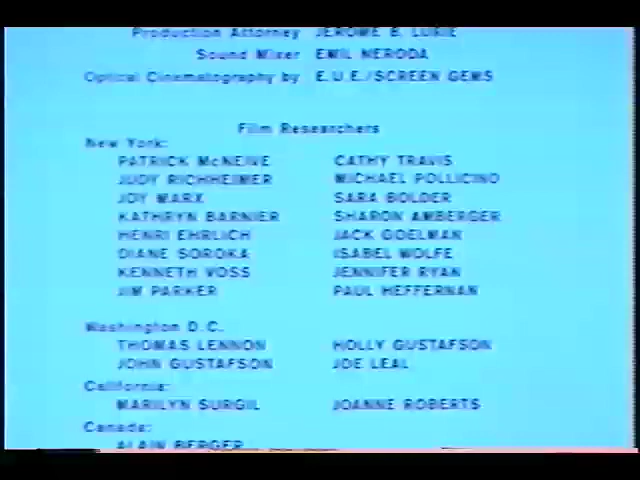 Production Attorney JEROME B. LURIE
Sound Mixer EMIL NERODA
Optical Cinematography by E.U.E./SCREEN GEMS
Film Researchers
New York:
PATRICK McNEIVE CATHY TRAVIS
JUDY RICHHEIMER MICHAEL POLLICINO
JOY MARX SARA BOLDER
KATHRYN BARNIER SHARON AMBERGER
HENRI EHRLICH JACK GOELMAN
DIANE SOROKA ISABEL WOLFE
KENNETH VOSS JENNIFER RYAN
JIM PARKER PAUL HEFFERNAN
Washington D.C.
THOMAS LENNON HOLLY GUSTAFSON
JOHN GUSTAFSON JOE LEAL
California:
MARILYN SURGIL JOANNE ROBERTS
Canada:
ALAIN BERGER